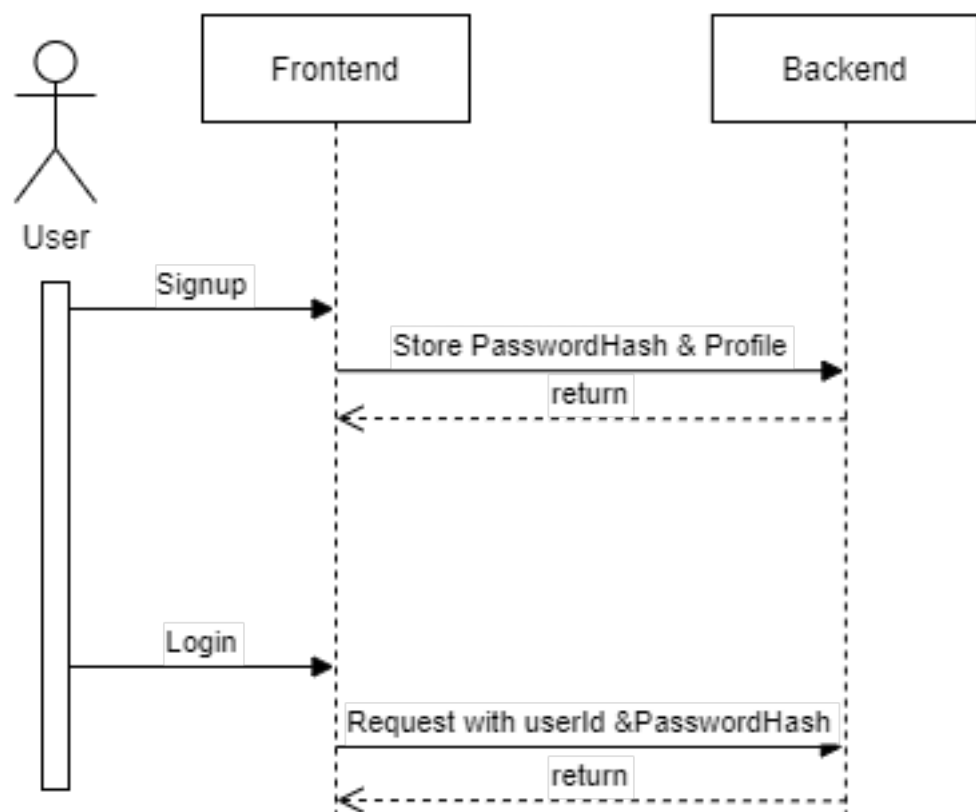 Frontend
Backend
User
Signup
Store PasswordHash & Profile
return
Login
Request with userId &PasswordHash
return